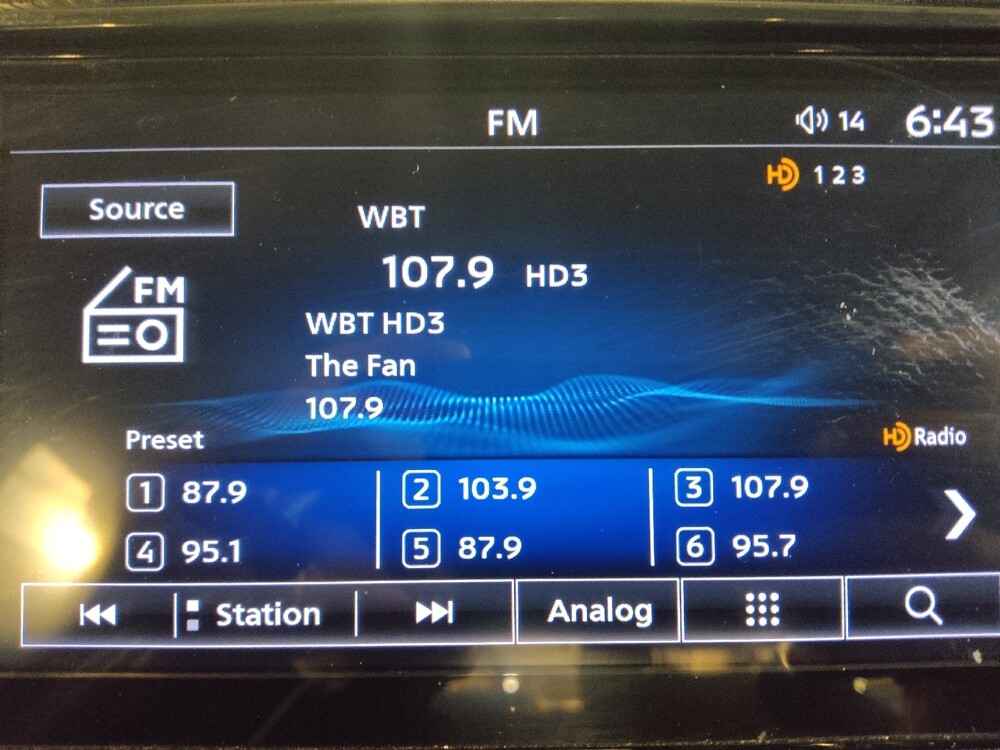 FM 14 6:43
HD 1 2 3
Source
WBT
107.9 HD3
FM
WBT HD3
The Fan
107.9
Preset
HD Radio
1 87.9 2 103.9 3 107.9
4 95.1 5 87.9 6 95.7
Station Analog